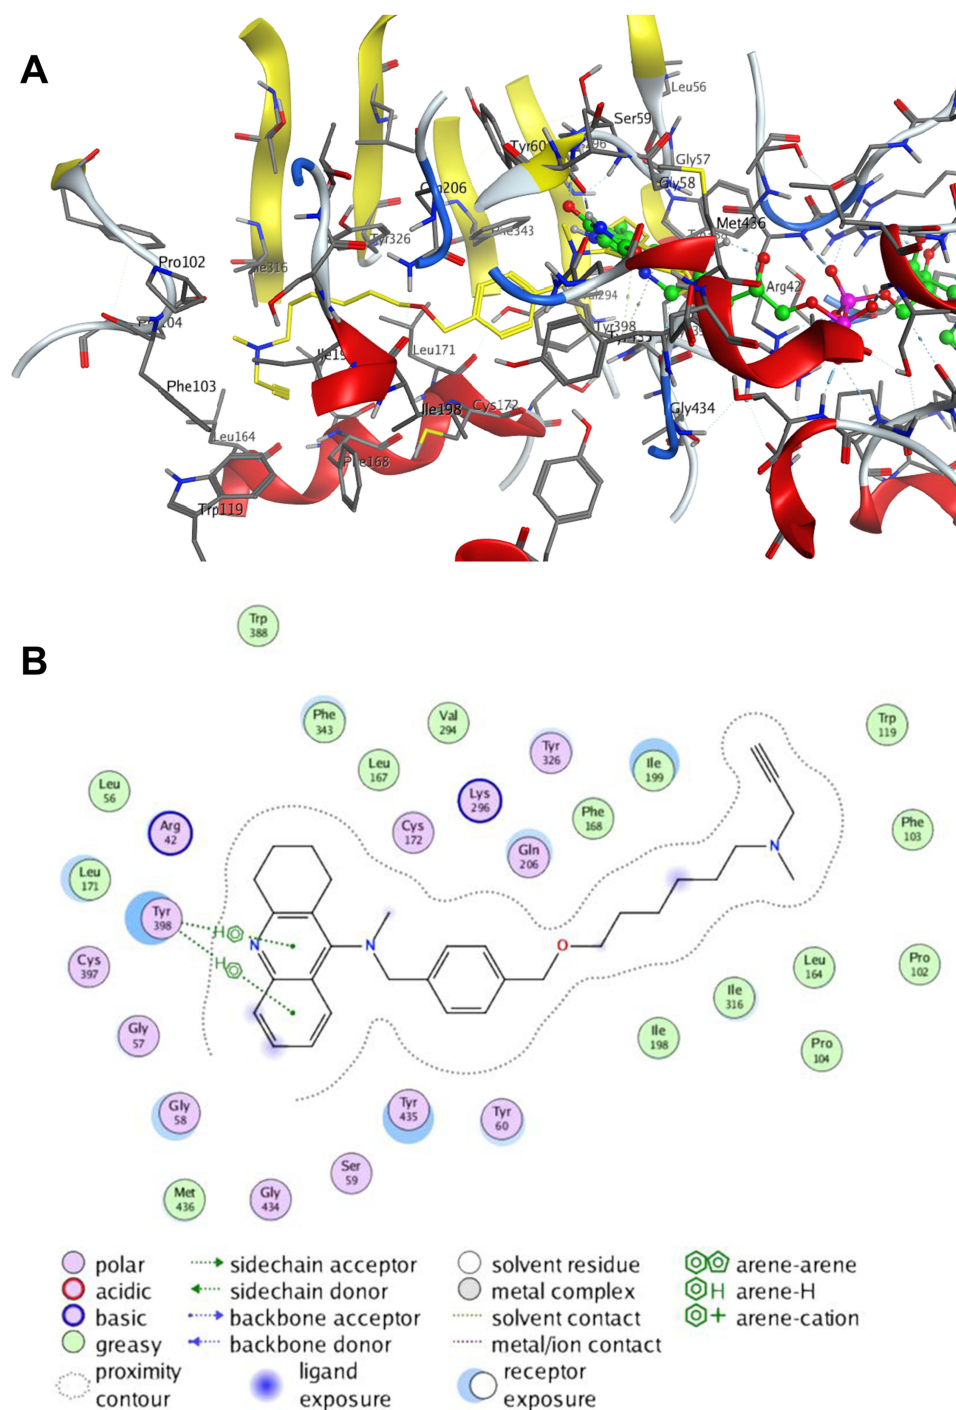 A
Leu56
Ser59
Tyr60
Gly57
Gly58
Met436
Tyr326
Pro102
Arg42
Tyr398
Leu171
Phe103
Ile198
Cys172
Gly434
Leu164
Phe168
Trp119
Trp
388
B
Phe
343
Val
294
Trp
119
Tyr
326
Leu
167
Ile
199
Leu
56
Lys
296
Phe
168
Phe
103
Arg
42
Cys
172
Gln
206
Leu
171
N
Tyr
398
H
N
N
O
H
Cys
397
Leu
164
Pro
102
Ile
316
Gly
57
Ile
198
Pro
104
Gly
58
Tyr
435
Tyr
60
Ser
59
Met
436
Gly
434
polar sidechain acceptor solvent residue arene-arene
acidic sidechain donor metal complex H arene-H
basic backbone acceptor solvent contact + arene-cation
greasy backbone donor metal/ion contact
proximity ligand receptor
contour exposure exposure